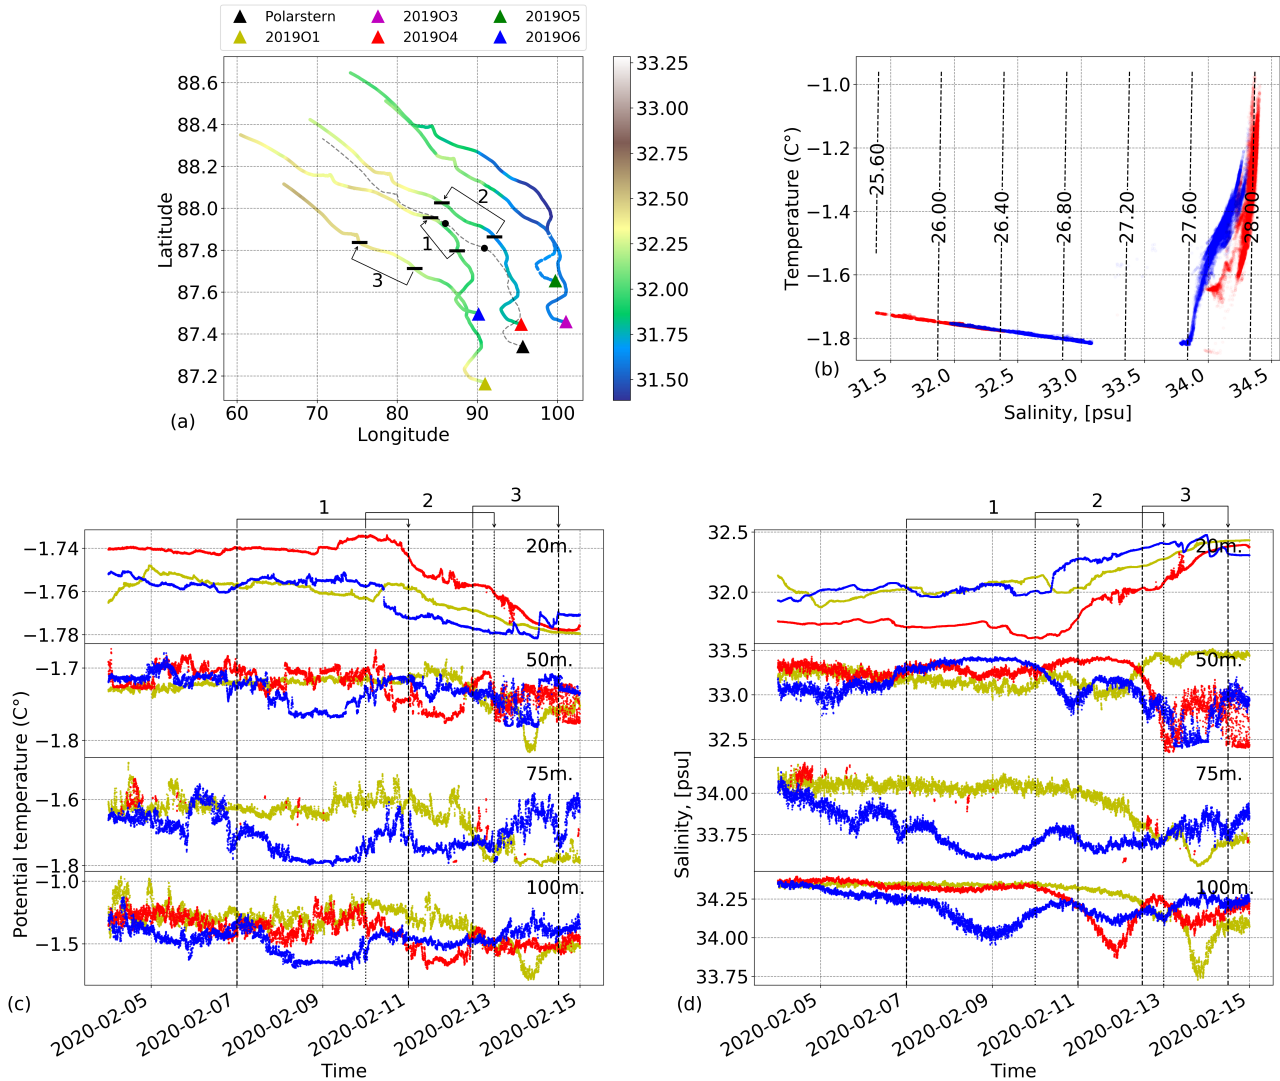 Polarstern 2019O3 2019O5
2019O1 2019O4 2019O6
88.6
88.4
88.2
88.0
87.8
87.6
87.4
87.2
Latitude
60 70 80 90 100
Longitude
(a)
1
2
3
33.25
33.00
32.75
32.50
32.25
32.00
31.75
31.50
−1.0
−1.2
−1.4
−1.6
−1.8
Temperature (C°)
25.60
26.00
26.40
26.80
27.20
27.60
28.00
(b)
31.5 32.0 32.5 33.0 33.5 34.0 34.5
Salinity, [psu]
1 2 3
−1.74
−1.76
−1.78
20m.
−1.7
−1.8
50m.
−1.6
−1.8
75m.
−1.0
−1.5
100m.
Potential temperature (C°)
(c)
2020-02-05 2020-02-07 2020-02-09 2020-02-11 2020-02-13 2020-02-15
Time
1 2 3
32.5
32.0
20m.
33.5
33.0
32.5
50m.
34.00
33.75
75m.
34.25
34.00
33.75
100m.
Salinity, [psu]
(d)
2020-02-05 2020-02-07 2020-02-09 2020-02-11 2020-02-13 2020-02-15
Time